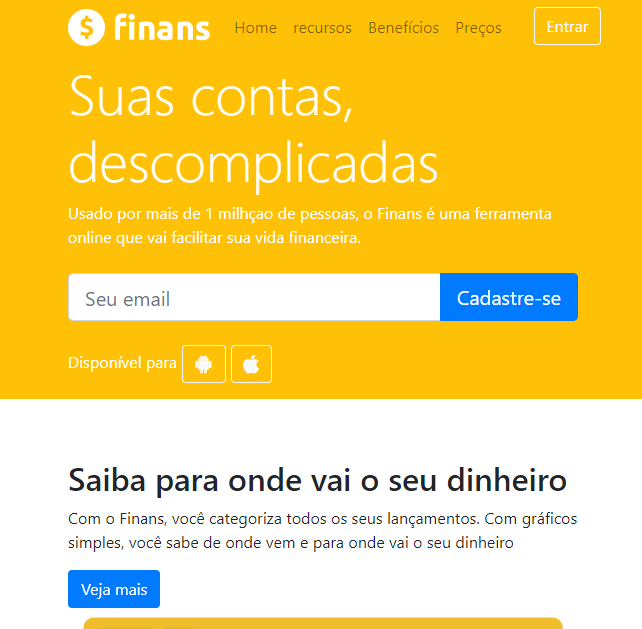 finans Home recursos Benefícios Preços Entrar
Suas contas,
descomplicadas
Usado por mais de 1 milhçao de pessoas, o Finans é uma ferramenta
online que vai facilitar sua vida financeira.
Seu email Cadastre-se
Disponível para
Saiba para onde vai o seu dinheiro
Com o Finans, você categoriza todos os seus lançamentos. Com gráficos
simples, você sabe de onde vem e para onde vai o seu dinheiro
Veja mais